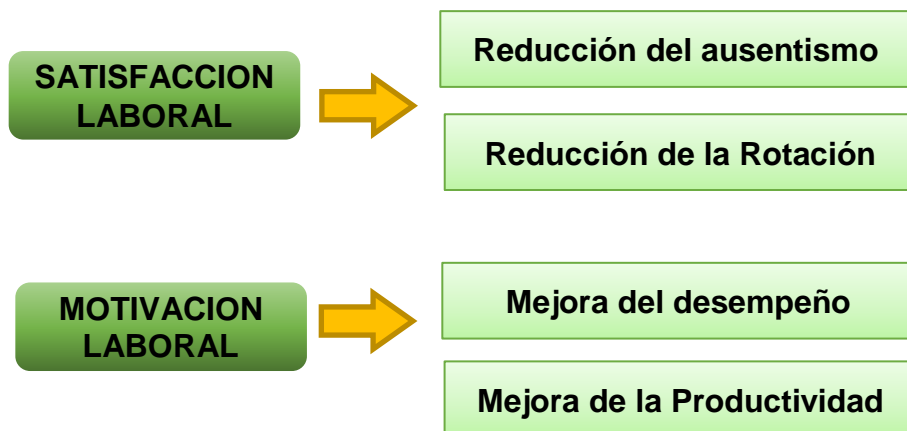 SATISFACCION
LABORAL
Reducción del ausentismo
Reducción de la Rotación
MOTIVACION
LABORAL
Mejora del desempeño
Mejora de la Productividad